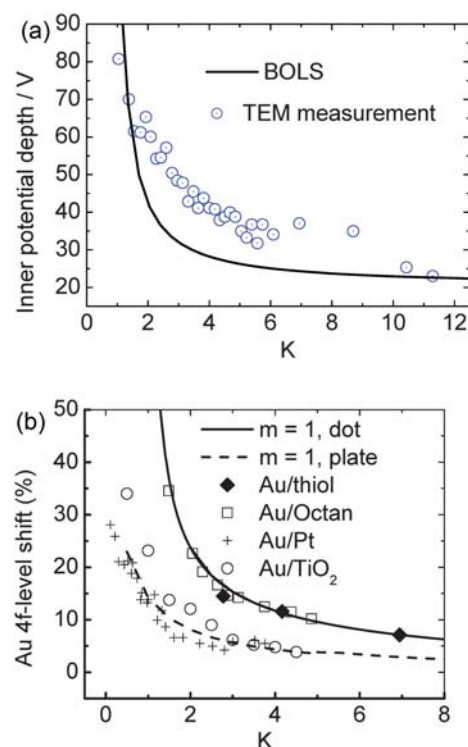 (a)
90
80
70
60
50
40
30
20
Inner potential depth / V
BOLS
TEM measurement
0 2 4 6 8 10 12
K
(b)
50
40
30
20
10
0
Au 4f-level shift (%)
m = 1, dot
m = 1, plate
Au/thiol
Au/Octan
Au/Pt
Au/TiO₂
0 2 4 6 8
K